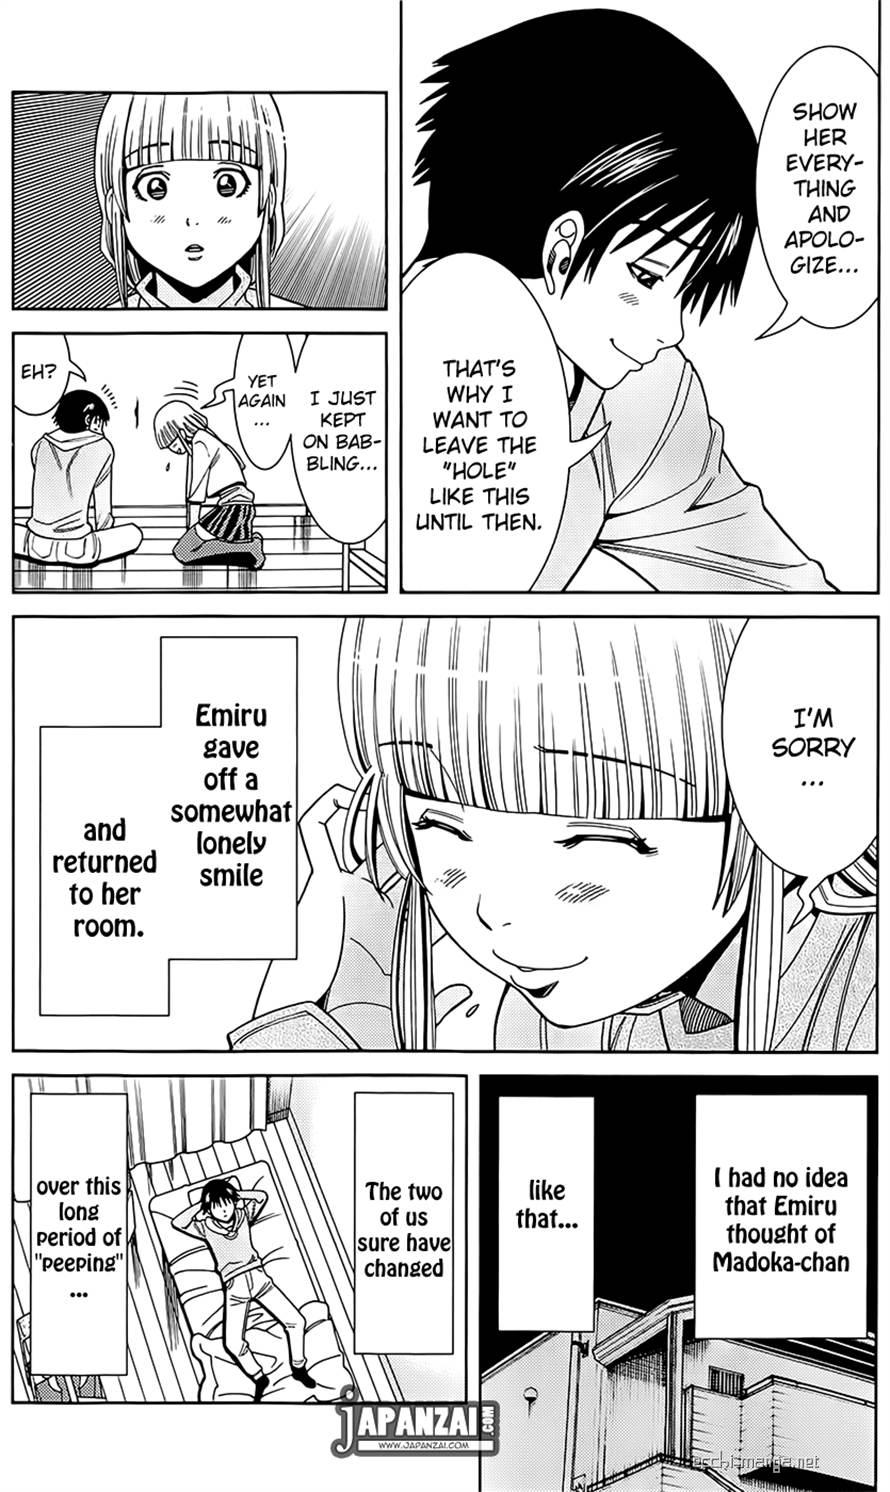 SHOW
HER
EVERY-
THING
AND
APOLO-
GIZE...
THAT'S
WHY I
WANT TO
LEAVE THE
"HOLE"
LIKE THIS
UNTIL THEN.
I JUST
KEPT
ON BAB-
BLING...
YET
AGAIN
...
EH?
I'M
SORRY
...
Emiru
gave
off a
somewhat
lonely
smile
and
returned
to her
room.
I had no idea
that Emiru
thought of
Madoka-chan
like
that...
The two
of us
sure have
changed
over this
long
period of
"peeping"
...
JAPANZAI.COM
WWW.JAPANZAI.COM